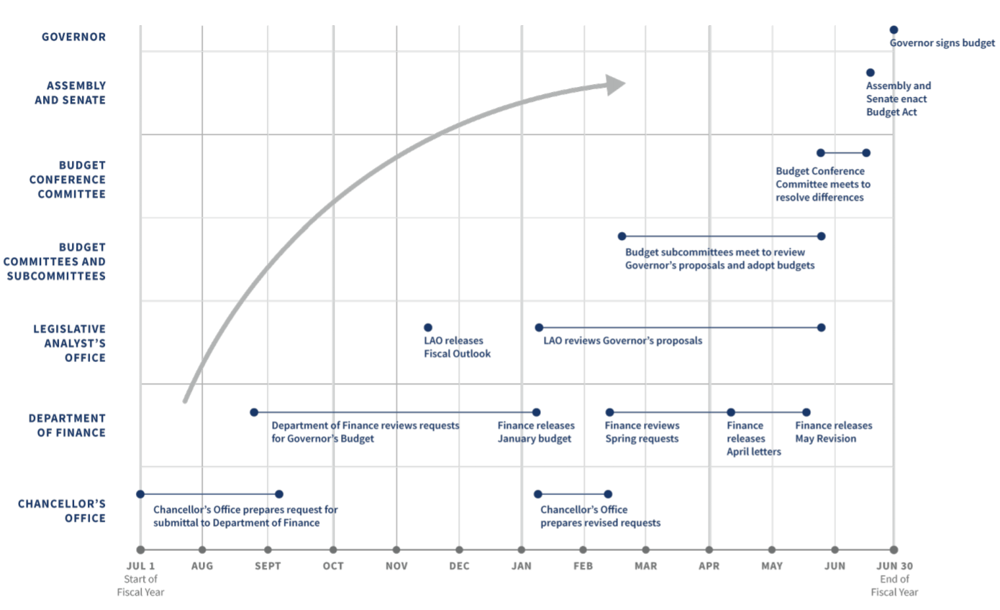 GOVERNOR
Governor signs budget
ASSEMBLY
AND SENATE
Assembly and
Senate enact
Budget Act
BUDGET
CONFERENCE
COMMITTEE
Budget Conference
Committee meets to
resolve differences
BUDGET
COMMITTEES AND
SUBCOMMITTEES
Budget subcommittees meet to review
Governor’s proposals and adopt budgets
LEGISLATIVE
ANALYST’S
OFFICE
LAO releases
Fiscal Outlook
LAO reviews Governor’s proposals
DEPARTMENT
OF FINANCE
Department of Finance reviews requests
for Governor’s Budget
Finance releases
January budget
Finance reviews
Spring requests
Finance
releases
April letters
Finance releases
May Revision
CHANCELLOR’S
OFFICE
Chancellor’s Office prepares request for
submittal to Department of Finance
Chancellor’s Office
prepares revised requests
JUL 1
Start of
Fiscal Year
AUG
SEPT
OCT
NOV
DEC
JAN
FEB
MAR
APR
MAY
JUN
JUN 30
End of
Fiscal Year